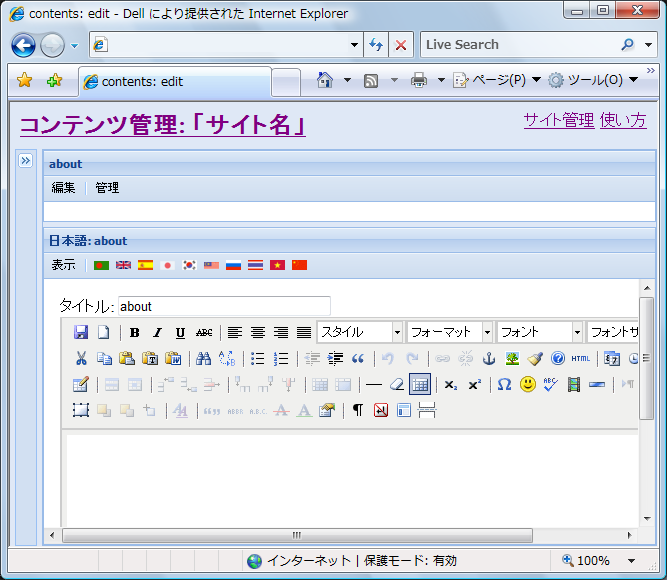 contents: edit - Dell により提供された Internet Explorer
Live Search
contents: edit
ページ(P) ツール(O)
コンテンツ管理: 「サイト名」
サイト管理 使い方
about
編集 管理
日本語: about
表示
タイトル: about
B I U ABC スタイル フォーマット フォント フォントサ
HTML
インターネット | 保護モード: 有効 100%